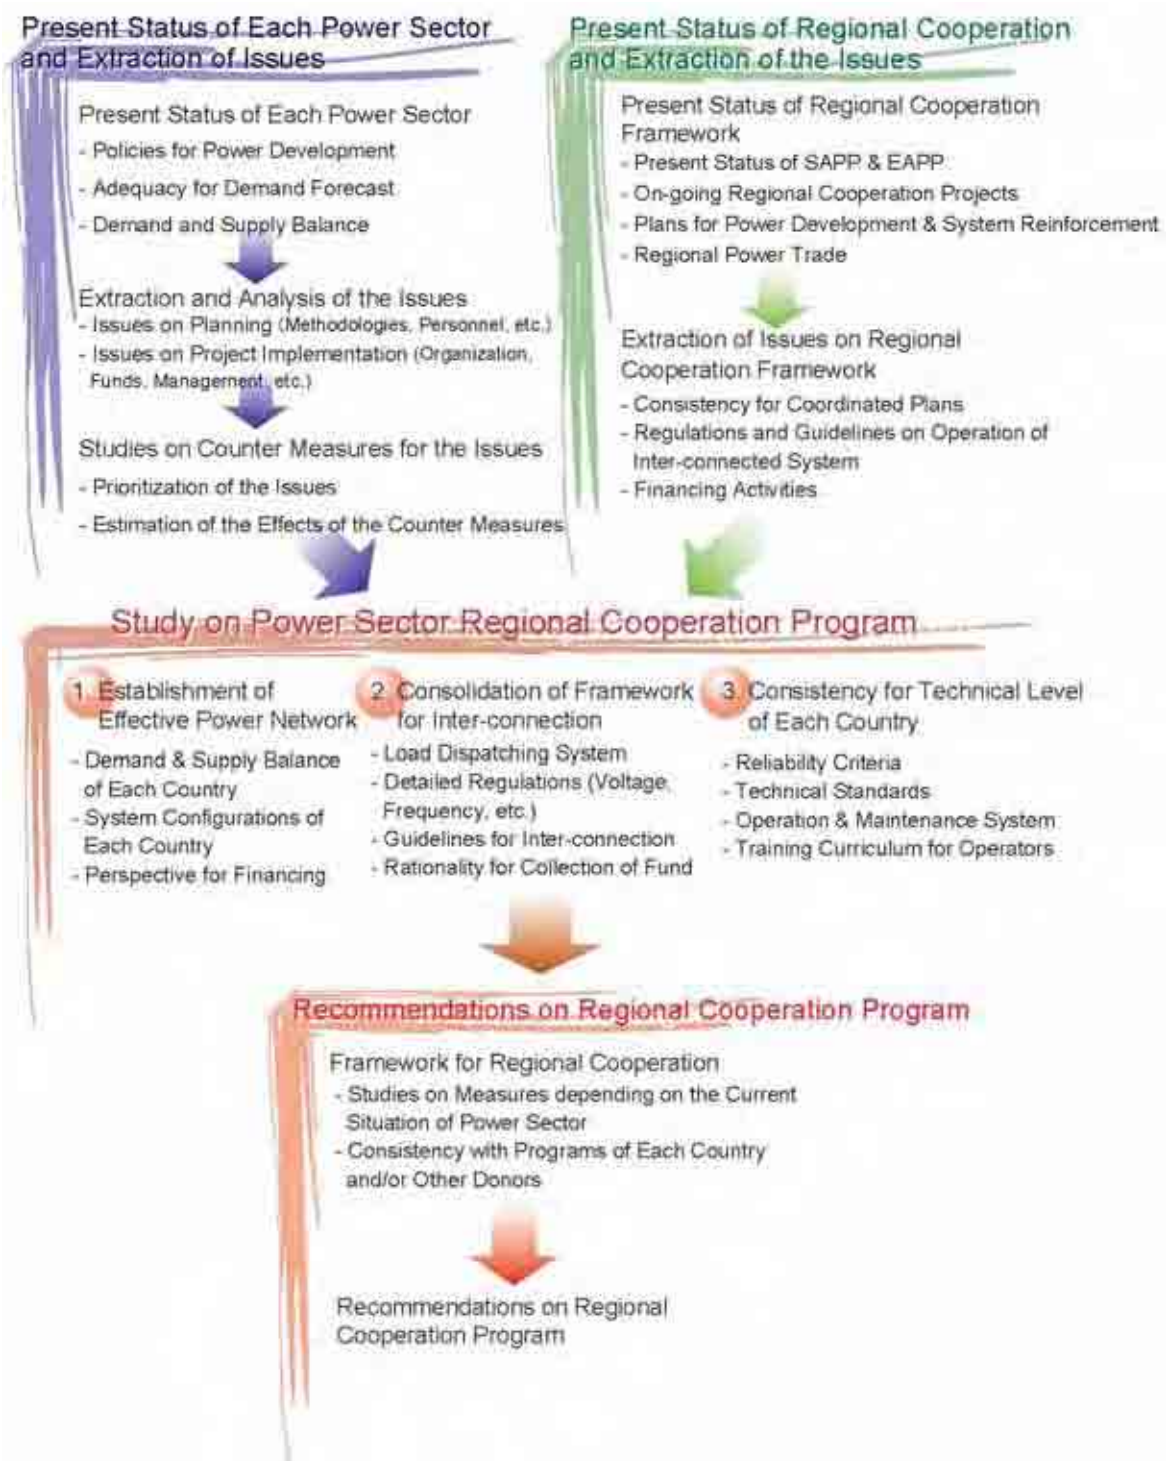 Present Status of Each Power Sector
and Extraction of Issues
Present Status of Each Power Sector
- Policies for Power Development
- Adequacy for Demand Forecast
- Demand and Supply Balance
Extraction and Analysis of the Issues
- Issues on Planning (Methodologies, Personnel, etc.)
- Issues on Project Implementation (Organization,
Funds, Management, etc.)
Studies on Counter Measures for the Issues
- Prioritization of the Issues
- Estimation of the Effects of the Counter Measures
Present Status of Regional Cooperation
and Extraction of the Issues
Present Status of Regional Cooperation
Framework
- Present Status of SAPP & EAPP
- On-going Regional Cooperation Projects
- Plans for Power Development & System Reinforcement
- Regional Power Trade
Extraction of Issues on Regional
Cooperation Framework
- Consistency for Coordinated Plans
- Regulations and Guidelines on Operation of
Inter-connected System
- Financing Activities
Study on Power Sector Regional Cooperation Program
1. Establishment of
Effective Power Network
- Demand & Supply Balance
of Each Country
- System Configurations of
Each Country
- Perspective for Financing
2. Consolidation of Framework
for Inter-connection
- Load Dispatching System
- Detailed Regulations (Voltage,
Frequency, etc.)
- Guidelines for Inter-connection
- Rationality for Collection of Fund
3. Consistency for Technical Level
of Each Country
- Reliability Criteria
- Technical Standards
- Operation & Maintenance System
- Training Curriculum for Operators
Recommendations on Regional Cooperation Program
Framework for Regional Cooperation
- Studies on Measures depending on the Current
Situation of Power Sector
- Consistency with Programs of Each Country
and/or Other Donors
Recommendations on Regional
Cooperation Program